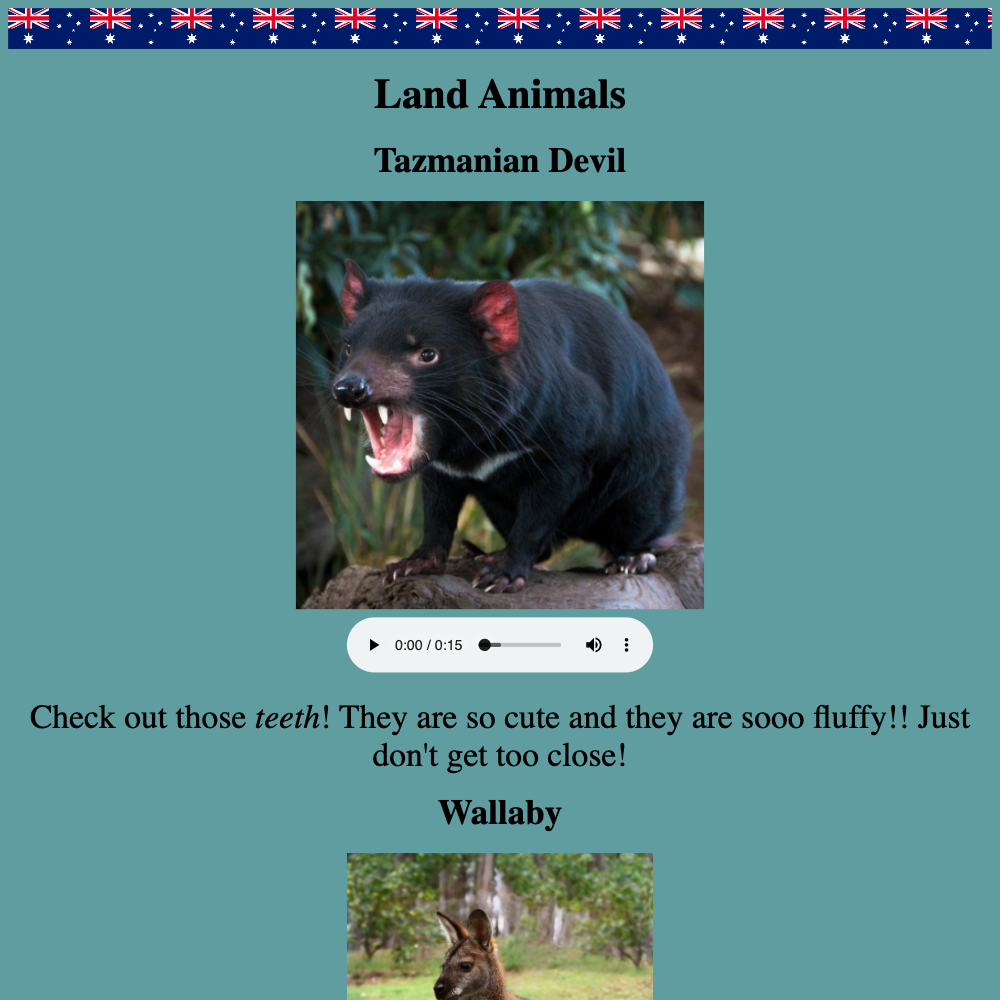 Land Animals
Tazmanian Devil
0:00 / 0:15
Check out those teeth! They are so cute and they are sooo fluffy!! Just
don't get too close!
Wallaby